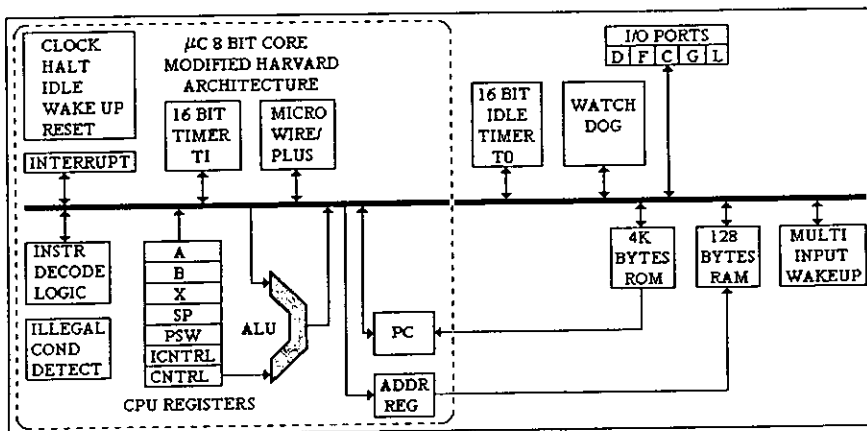 CLOCK
HALT
IDLE
WAKE UP
RESET
INTERRUPT
μC 8 BIT CORE
MODIFIED HARVARD
ARCHITECTURE
16 BIT
TIMER
T1
MICRO
WIRE/
PLUS
16 BIT
IDLE
TIMER
T0
WATCH
DOG
I/O PORTS
D F C G L
INSTR
DECODE
LOGIC
ILLEGAL
COND
DETECT
A
B
X
SP
PSW
ICNTRL
CNTRL
CPU REGISTERS
ALU
PC
ADDR
REG
4K
BYTES
ROM
128
BYTES
RAM
MULTI
INPUT
WAKEUP